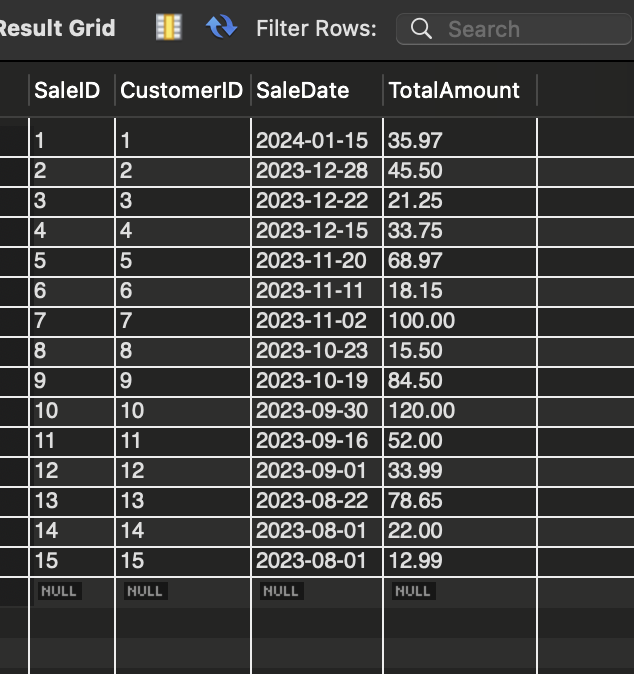 Result Grid Filter Rows: Search
SaleID CustomerID SaleDate TotalAmount
1 1 2024-01-15 35.97
2 2 2023-12-28 45.50
3 3 2023-12-22 21.25
4 4 2023-12-15 33.75
5 5 2023-11-20 68.97
6 6 2023-11-11 18.15
7 7 2023-11-02 100.00
8 8 2023-10-23 15.50
9 9 2023-10-19 84.50
10 10 2023-09-30 120.00
11 11 2023-09-16 52.00
12 12 2023-09-01 33.99
13 13 2023-08-22 78.65
14 14 2023-08-01 22.00
15 15 2023-08-01 12.99
NULL NULL NULL NULL